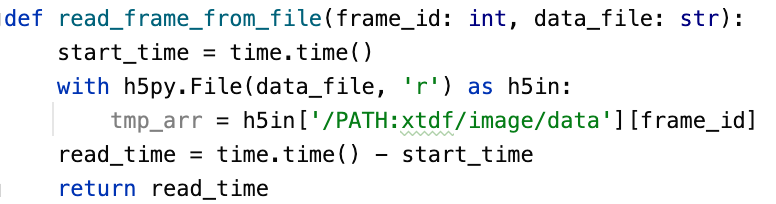 def read_frame_from_file(frame_id: int, data_file: str):
    start_time = time.time()
    with h5py.File(data_file, 'r') as h5in:
        tmp_arr = h5in['/PATH:xtdf/image/data'][frame_id]
    read_time = time.time() - start_time
    return read_time